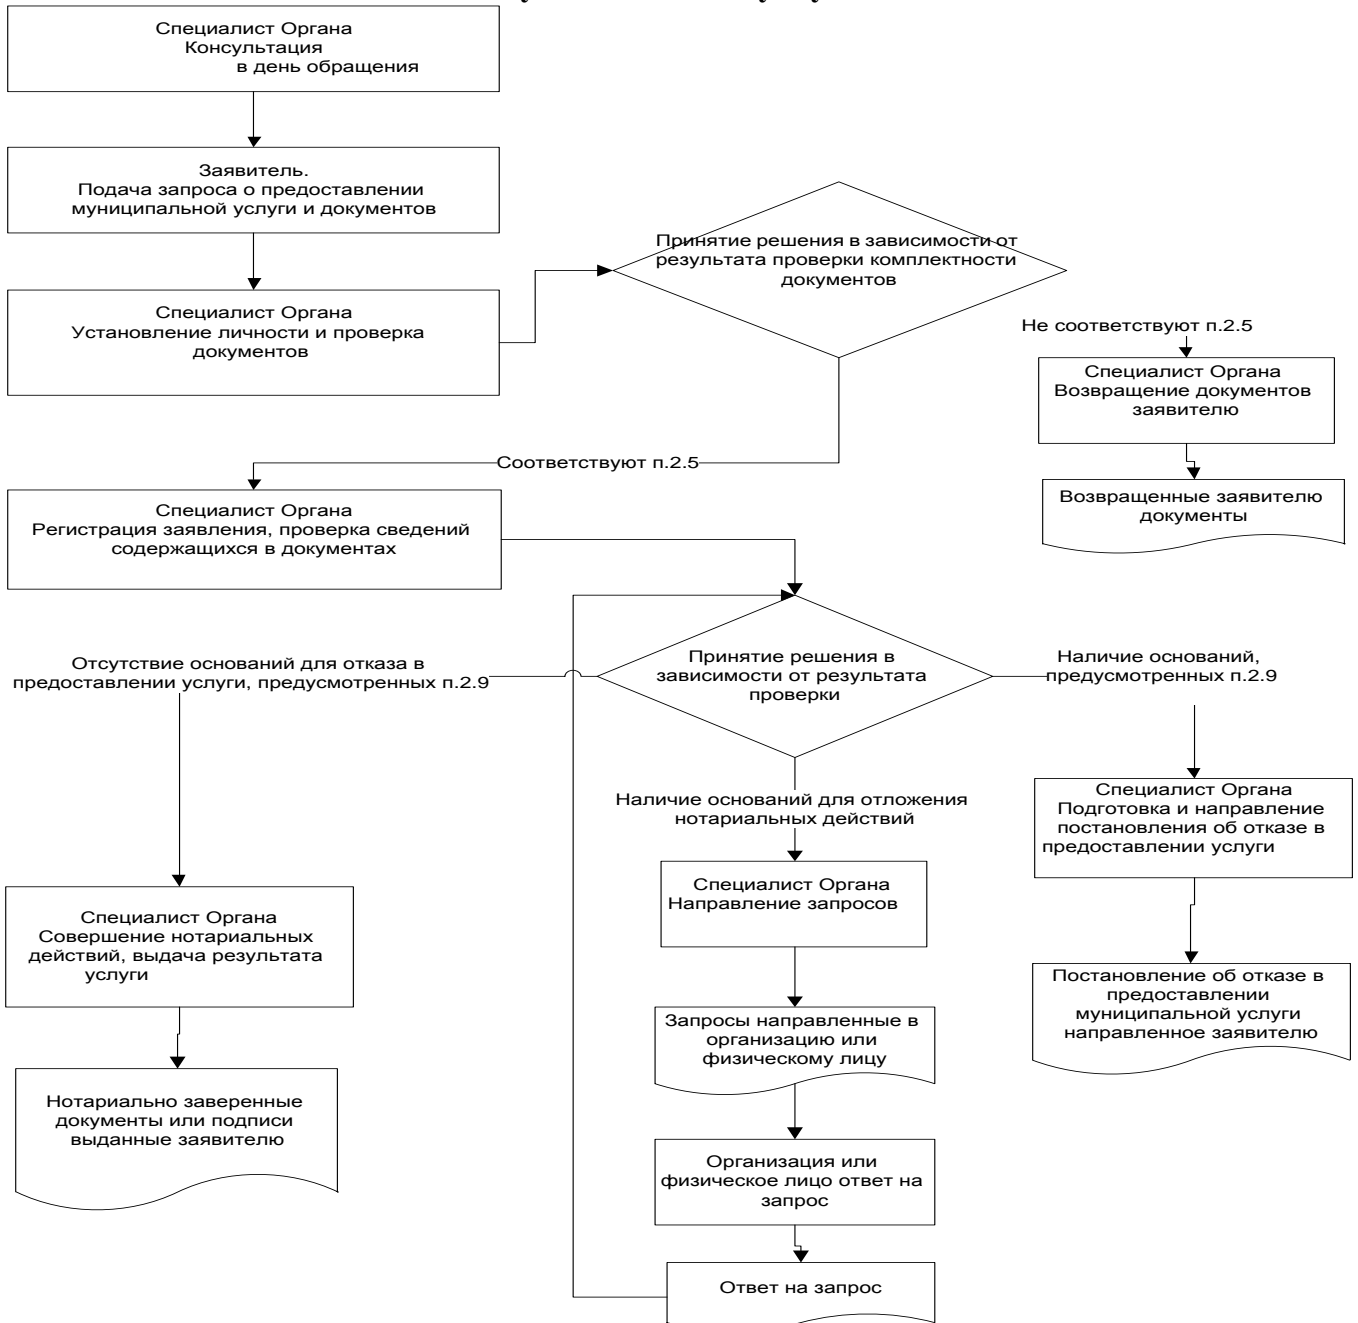 Специалист Органа
Консультация
в день обращения
Заявитель.
Подача запроса о предоставлении
муниципальной услуги и документов
Специалист Органа
Установление личности и проверка
документов
Принятие решения в зависимости от
результата проверки комплектности
документов
Не соответствуют п.2.5
Специалист Органа
Возвращение документов
заявителю
Возвращенные заявителю
документы
Соответствуют п.2.5
Специалист Органа
Регистрация заявления, проверка сведений
содержащихся в документах
Принятие решения в
зависимости от результата
проверки
Отсутствие оснований для отказа в
предоставлении услуги, предусмотренных п.2.9
Наличие оснований,
предусмотренных п.2.9
Наличие оснований для отложения
нотариальных действий
Специалист Органа
Подготовка и направление
постановления об отказе в
предоставлении услуги
Специалист Органа
Направление запросов
Специалист Органа
Совершение нотариальных
действий, выдача результата
услуги
Постановление об отказе в
предоставлении
муниципальной услуги
направленное заявителю
Запросы направленные в
организацию или
физическому лицу
Нотариально заверенные
документы или подписи
выданные заявителю
Организация или
физическое лицо ответ на
запрос
Ответ на запрос